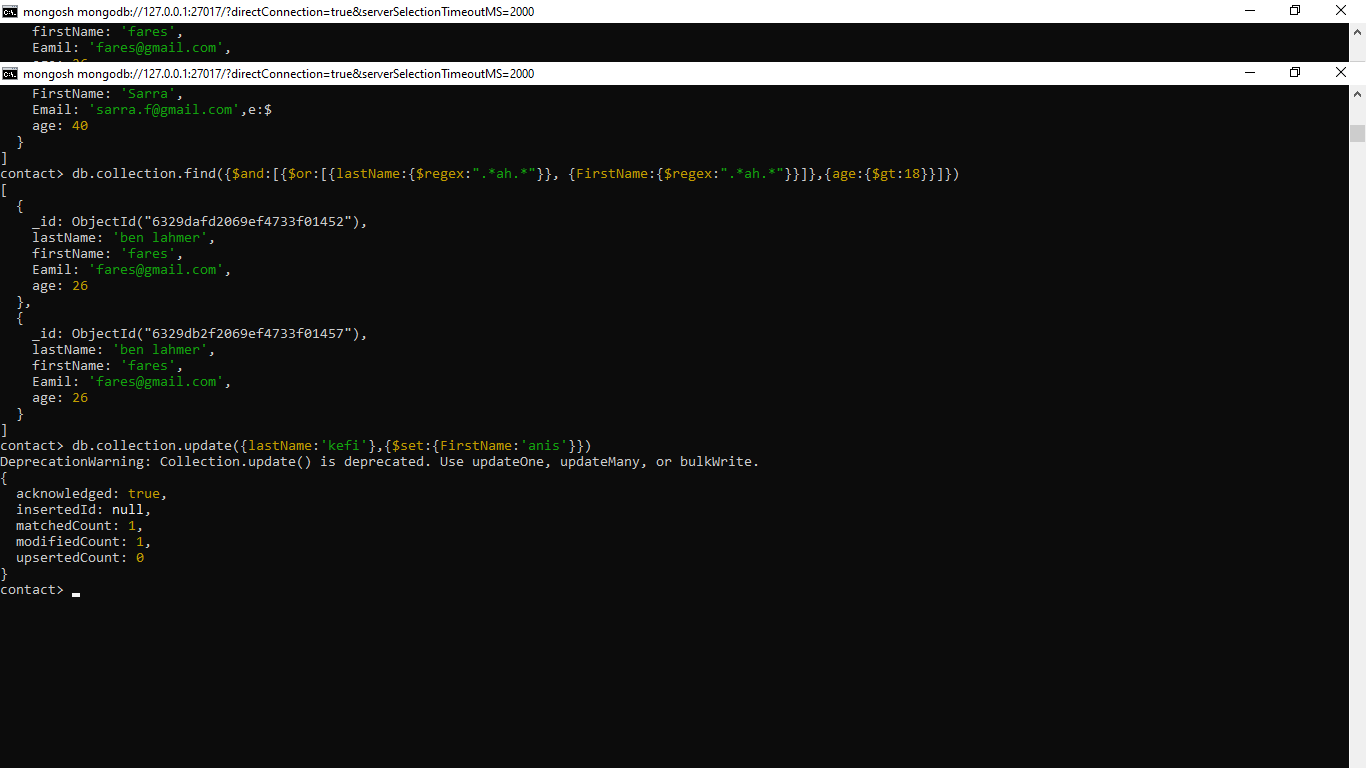 mongosh mongodb://127.0.0.1:27017/?directConnection=true&serverSelectionTimeoutMS=2000
firstName: 'fares',
Eamil: 'fares@gmail.com',
mongosh mongodb://127.0.0.1:27017/?directConnection=true&serverSelectionTimeoutMS=2000
FirstName: 'Sarra',
Email: 'sarra.f@gmail.com',e:$
age: 40
}
]
contact> db.collection.find({$and:[{$or:[{lastName:{$regex:".*ah.*"}}, {FirstName:{$regex:".*ah.*"}}]},{age:{$gt:18}}]})
[
{
_id: ObjectId("6329dafd2069ef4733f01452"),
lastName: 'ben lahmer',
firstName: 'fares',
Eamil: 'fares@gmail.com',
age: 26
},
{
_id: ObjectId("6329db2f2069ef4733f01457"),
lastName: 'ben lahmer',
firstName: 'fares',
Eamil: 'fares@gmail.com',
age: 26
}
]
contact> db.collection.update({lastName:'kefi'},{$set:{FirstName:'anis'}})
DeprecationWarning: Collection.update() is deprecated. Use updateOne, updateMany, or bulkWrite.
{
acknowledged: true,
insertedId: null,
matchedCount: 1,
modifiedCount: 1,
upsertedCount: 0
}
contact>